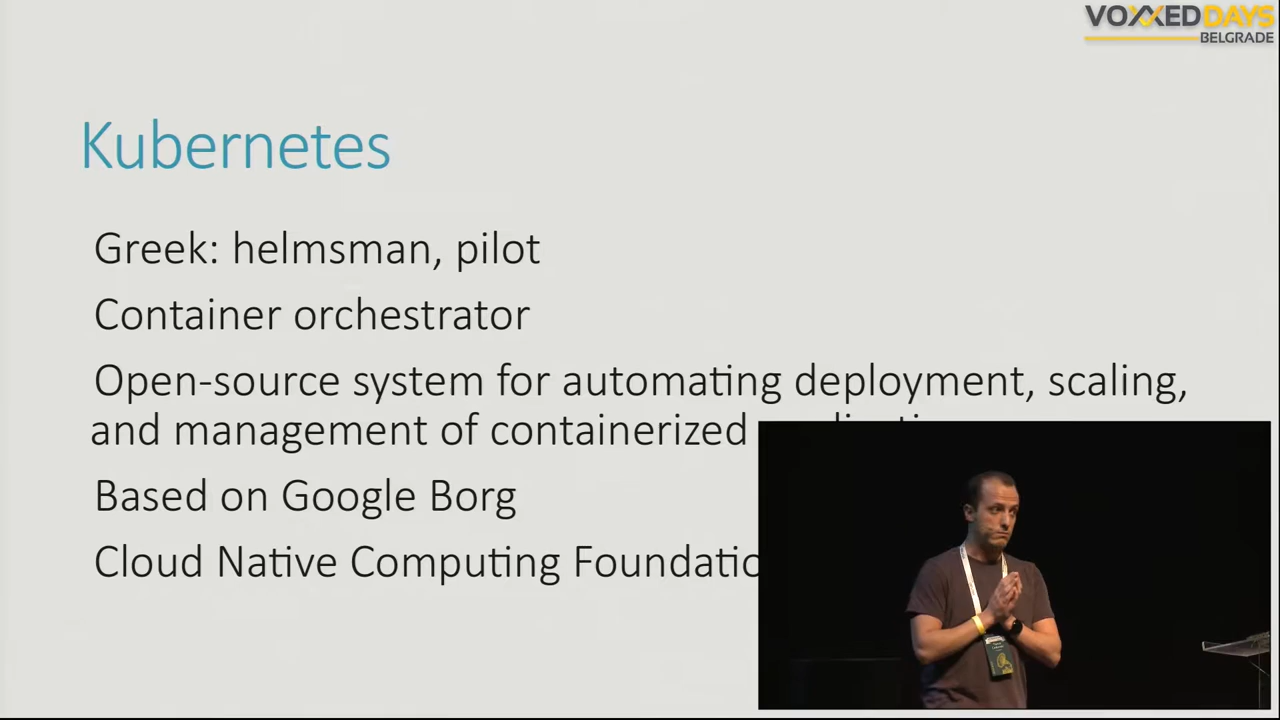 VOXXED DAYS
BELGRADE
Kubernetes
Greek: helmsman, pilot
Container orchestrator
Open-source system for automating deployment, scaling,
and management of containerized
Based on Google Borg
Cloud Native Computing Foundatio